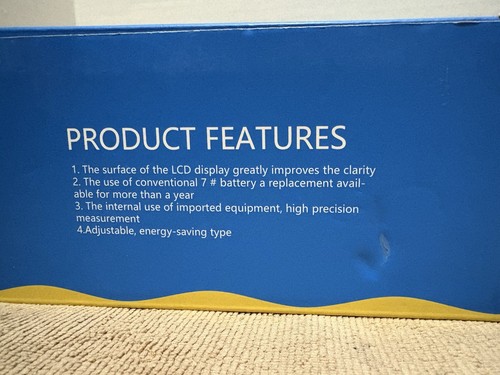 PRODUCT FEATURES
1. The surface of the LCD display greatly improves the clarity
2. The use of conventional 7 # battery a replacement avail-
able for more than a year
3. The internal use of imported equipment, high precision
measurement
4.Adjustable, energy-saving type